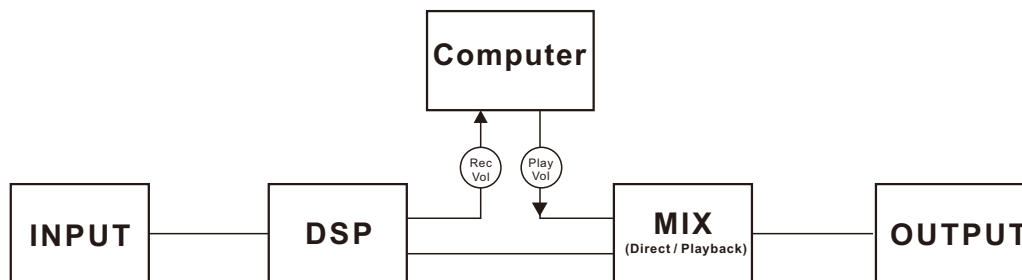 Computer
Rec
Vol
Play
Vol
INPUT
DSP
MIX
(Direct / Playback)
OUTPUT